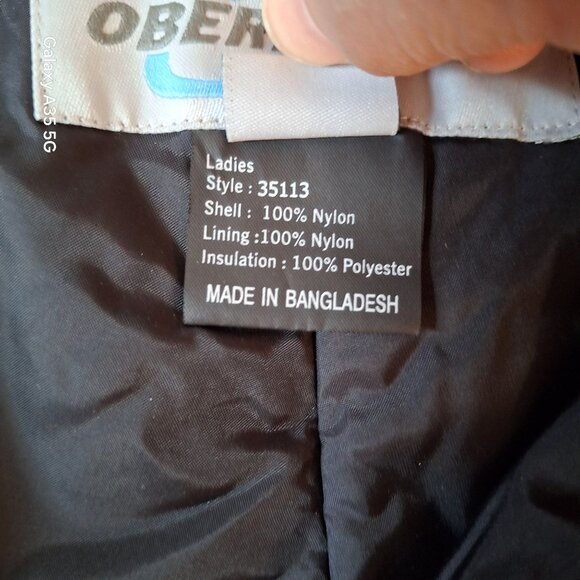 OBER
Ladies
Style : 35113
Shell : 100% Nylon
Lining :100% Nylon
Insulation : 100% Polyester
MADE IN BANGLADESH
Galaxy A35 5G